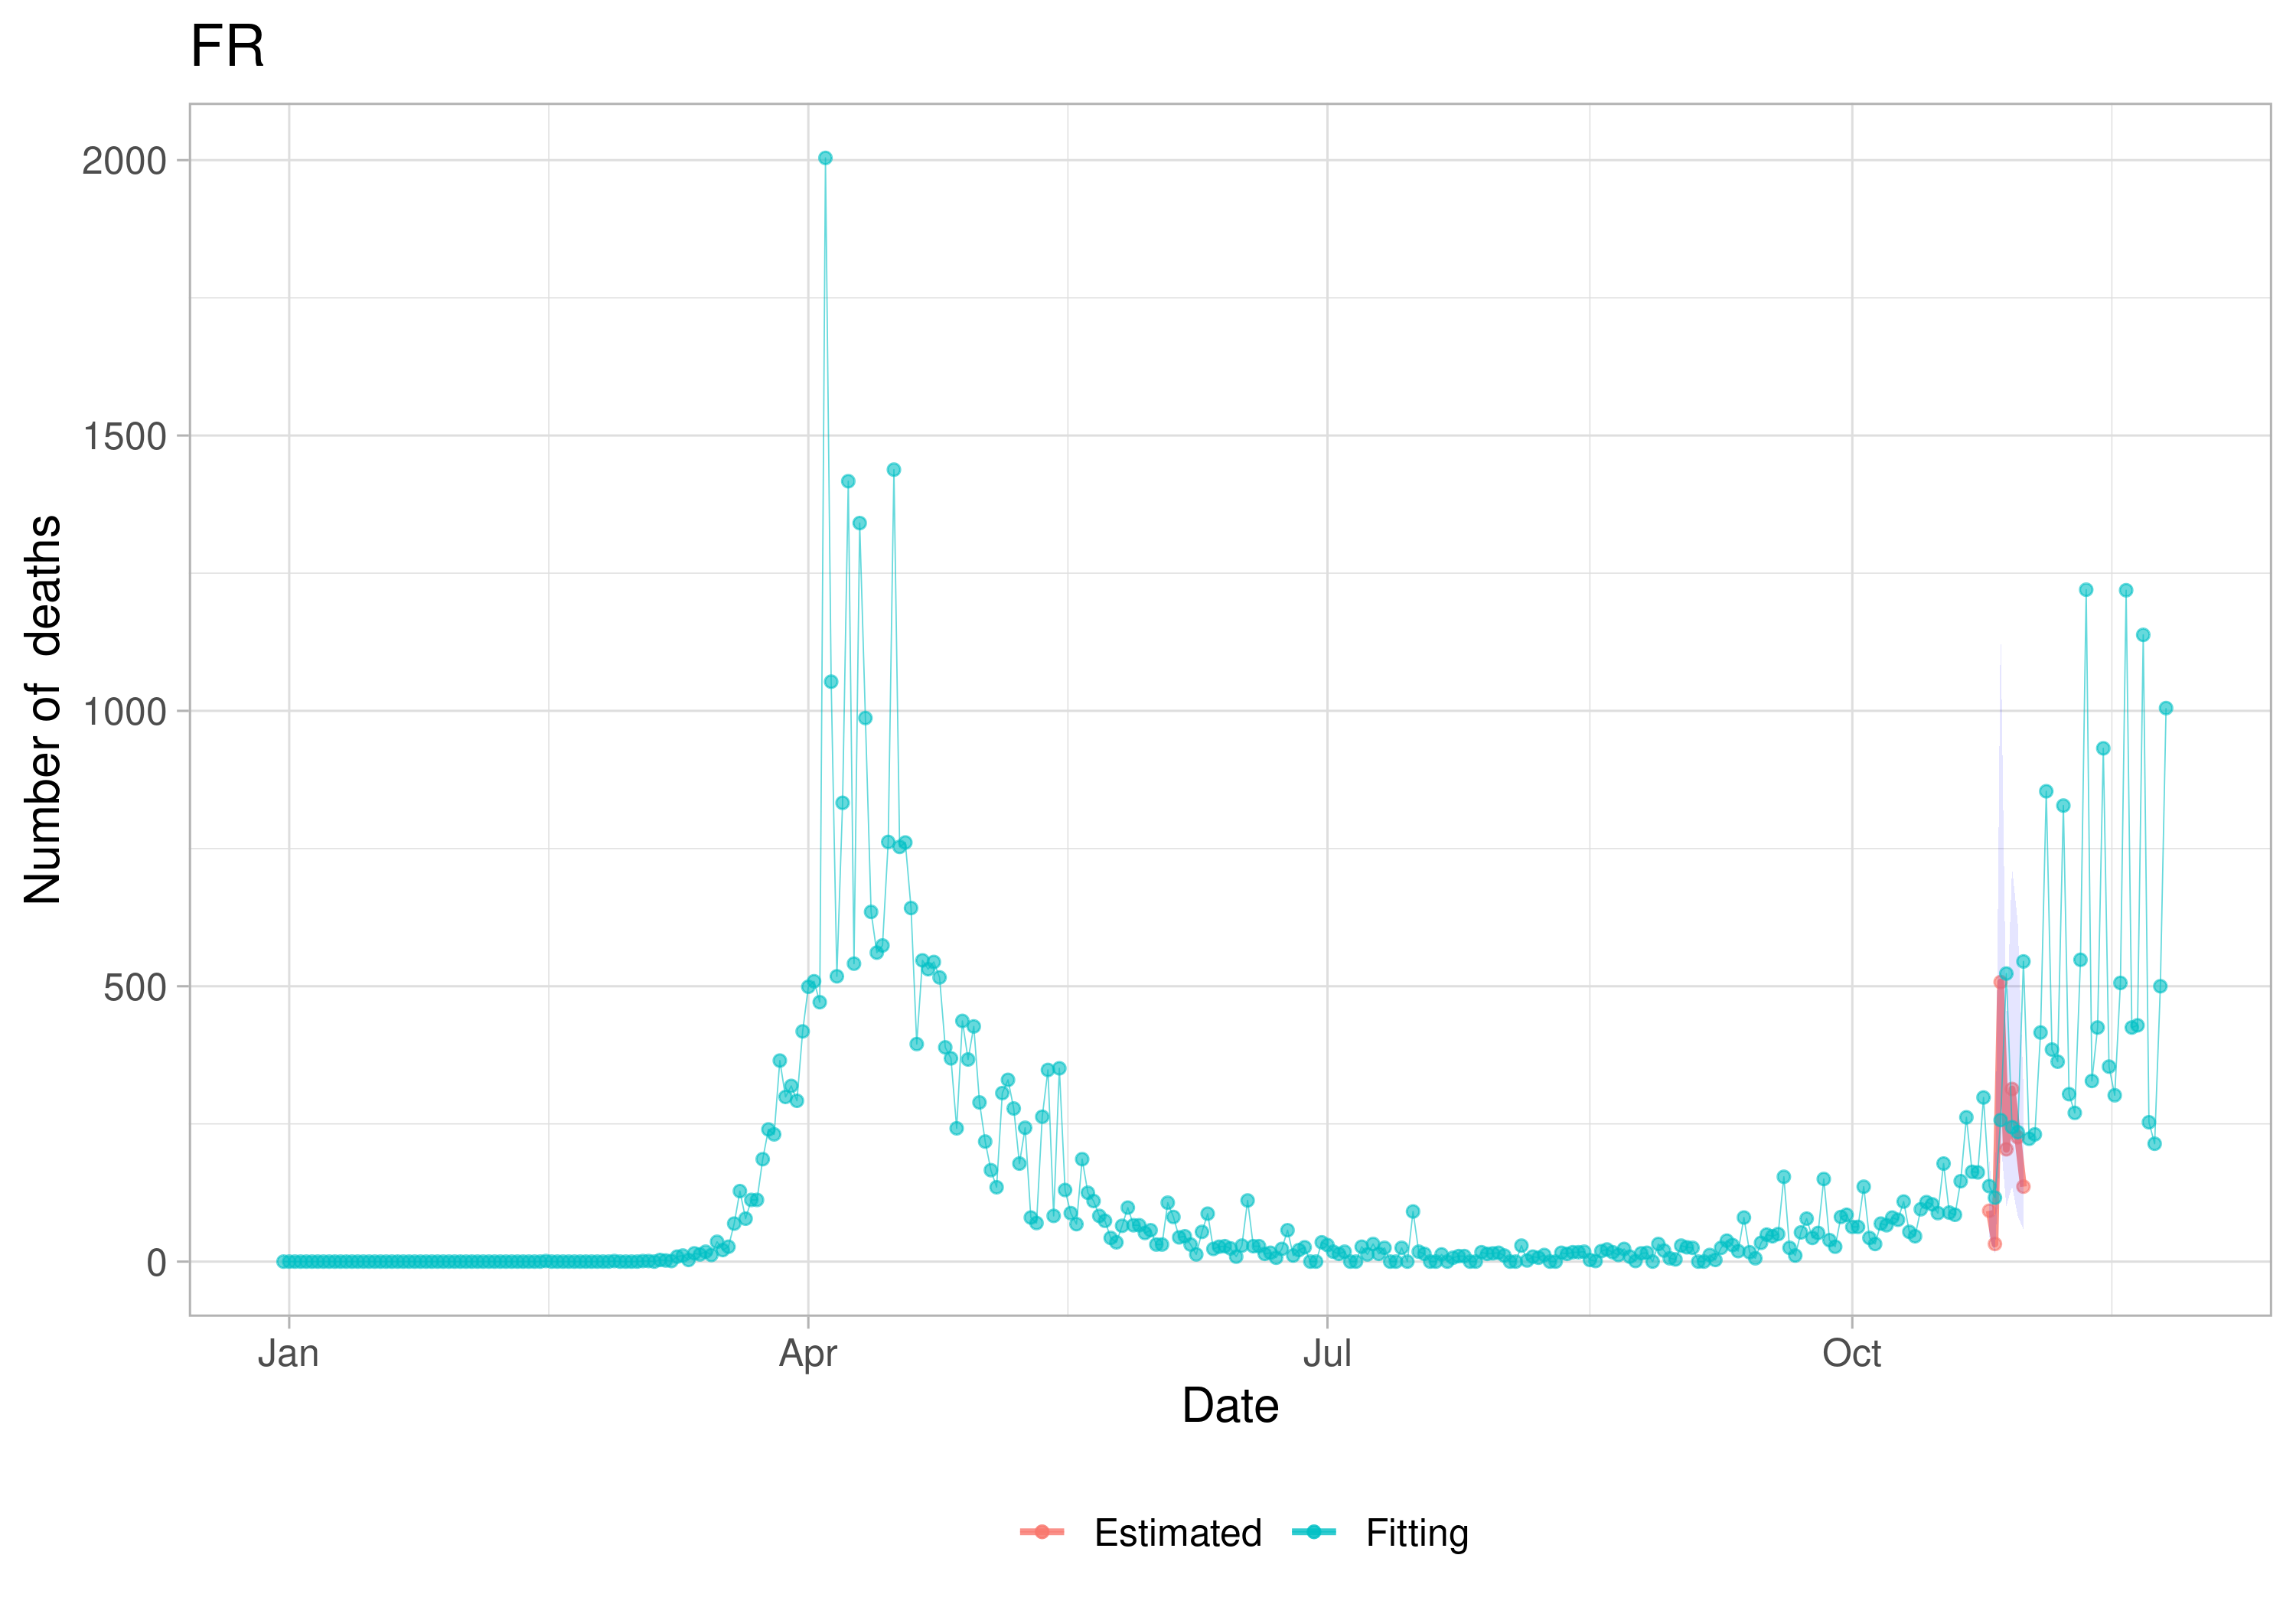 FR
2000
1500
1000
500
0
Number of  deaths
Jan Apr Jul Oct
Date
Estimated Fitting